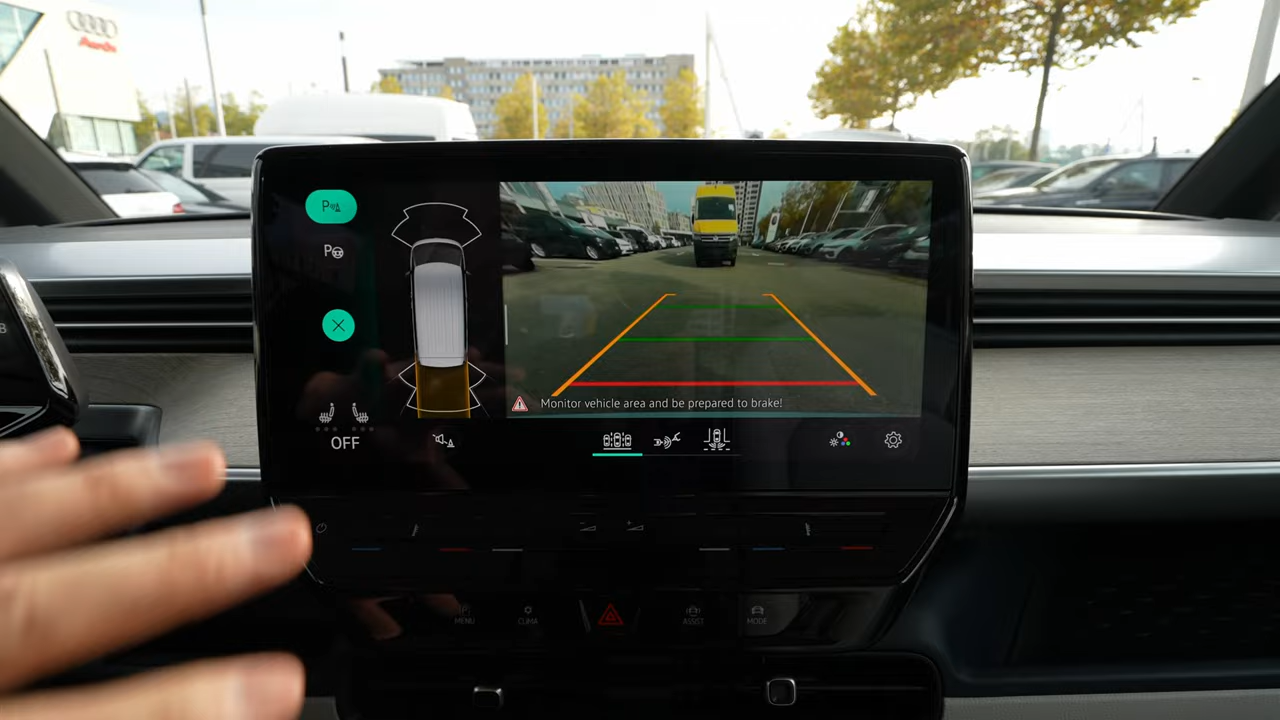 Audi
P
P
B
Monitor vehicle area and be prepared to brake!
OFF
P
MENU
CLIMA
ASSIST
MODE